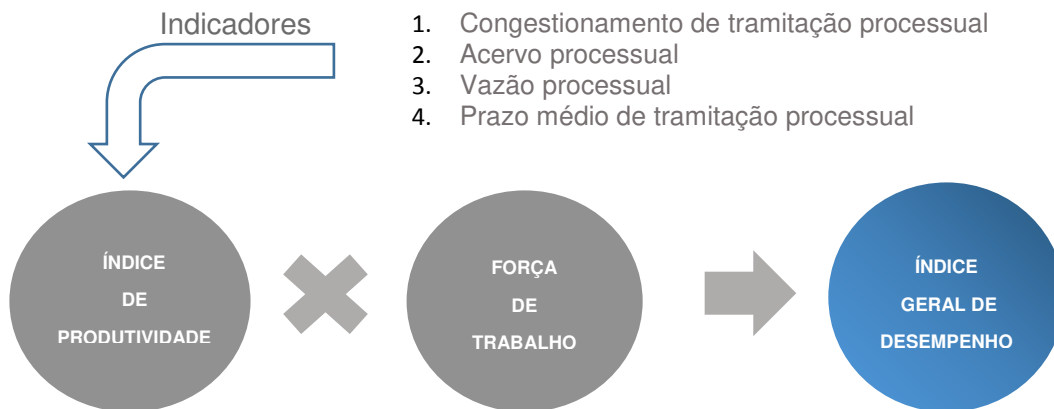 Indicadores
1. Congestionamento de tramitação processual
2. Acervo processual
3. Vazão processual
4. Prazo médio de tramitação processual
ÍNDICE
DE
PRODUTIVIDADE
FORÇA
DE
TRABALHO
ÍNDICE
GERAL DE
DESEMPENHO